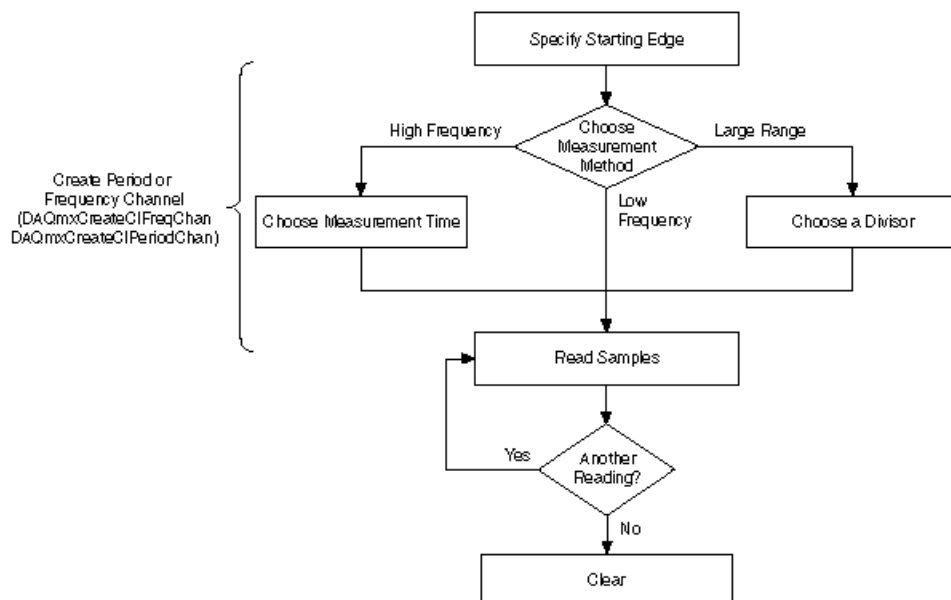 Specify Starting Edge
High Frequency
Choose
Measurement
Method
Large Range
Create Period or
Frequency Channel
(DAQmxCreateCIFreqChan
DAQmxCreateCIPeriodChan)
Choose Measurement Time
Low
Frequency
Choose a Divisor
Read Samples
Yes
Another
Reading?
No
Clear